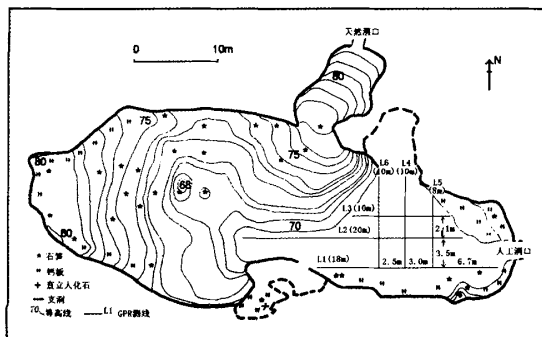 天然洞口
80
0 10m
N
75
75
80
L6 L4
(10m) (10m)
L5
(8m)
68
L3(10m)
70
L2(20m)
2.1m
人工洞口
80
3.5m
L1(18m)
2.5m 3.0m 6.7m
石笋
钙板
直立人化石
支洞
70 等高线 L1 GPR测线